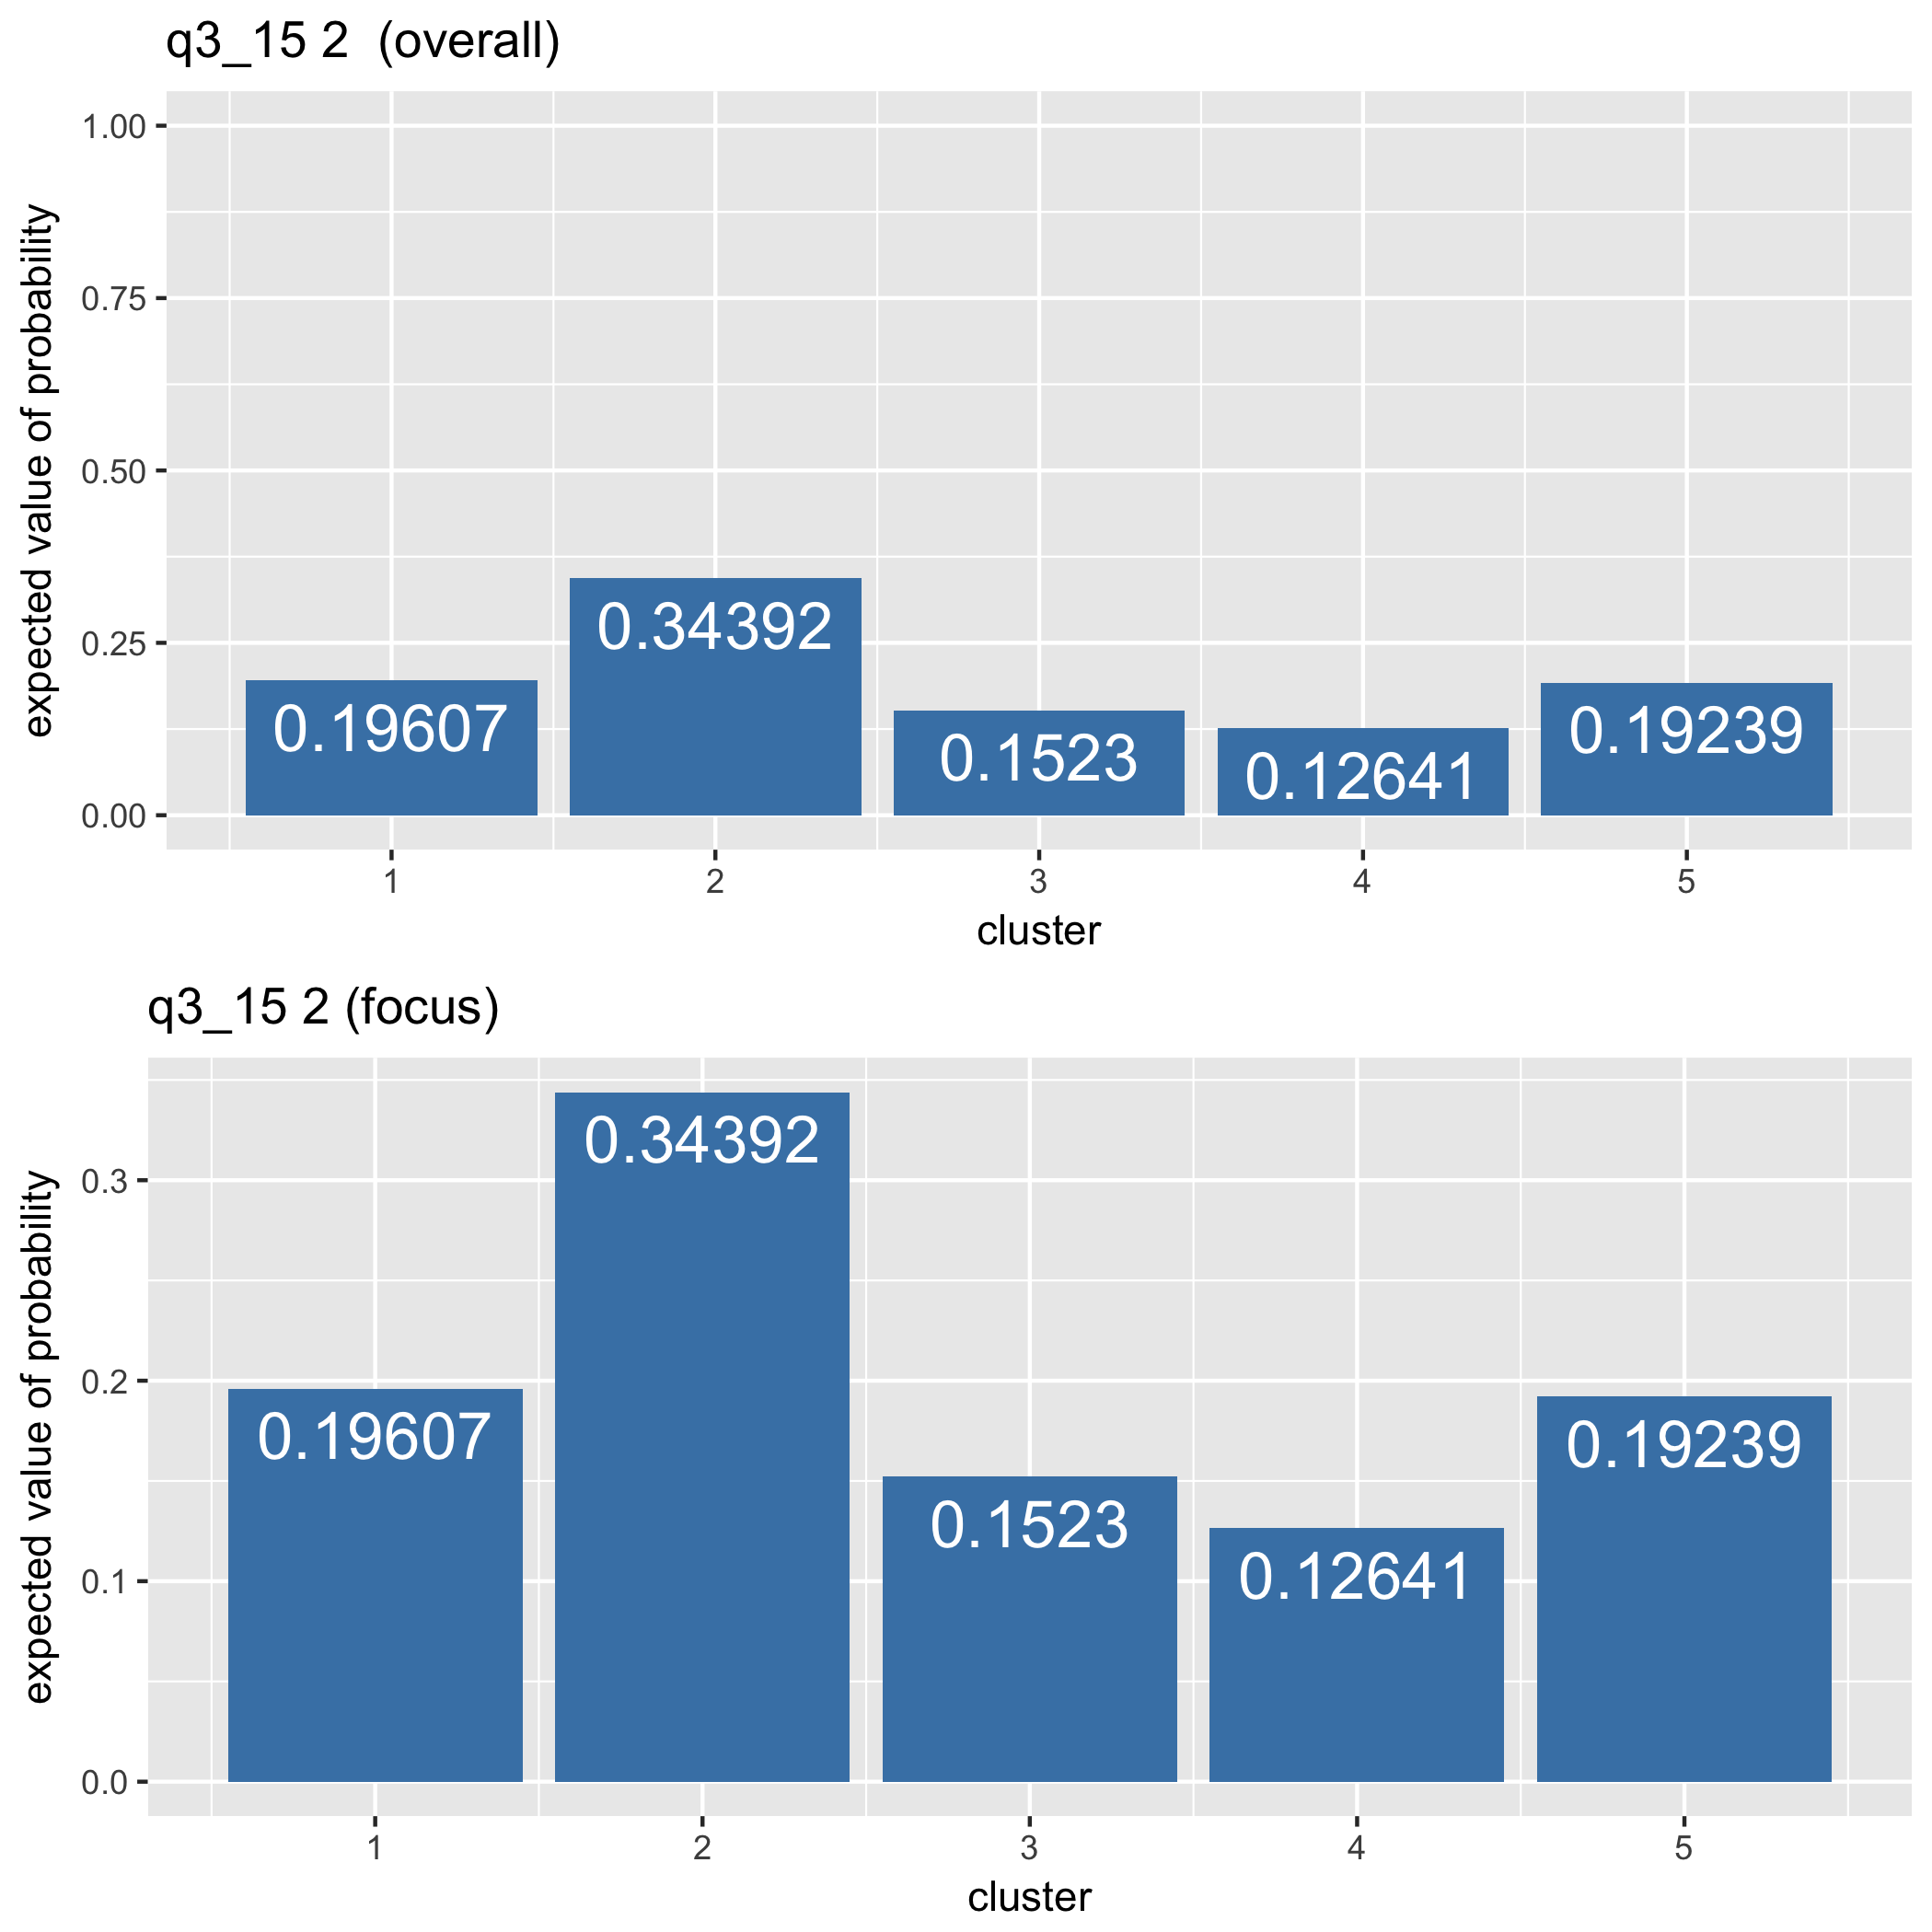 q3_15 2  (overall)
expected value of probability
1.00
0.75
0.50
0.25
0.00
0.19607
0.34392
0.1523
0.12641
0.19239
1 2 3 4 5
cluster
q3_15 2 (focus)
expected value of probability
0.3
0.2
0.1
0.0
0.19607
0.34392
0.1523
0.12641
0.19239
1 2 3 4 5
cluster